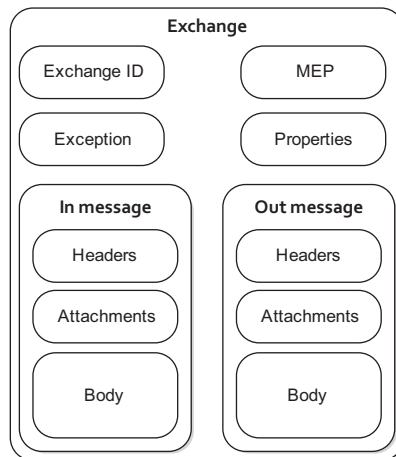 Exchange
Exchange ID
MEP
Exception
Properties
In message
Out message
Headers
Headers
Attachments
Attachments
Body
Body